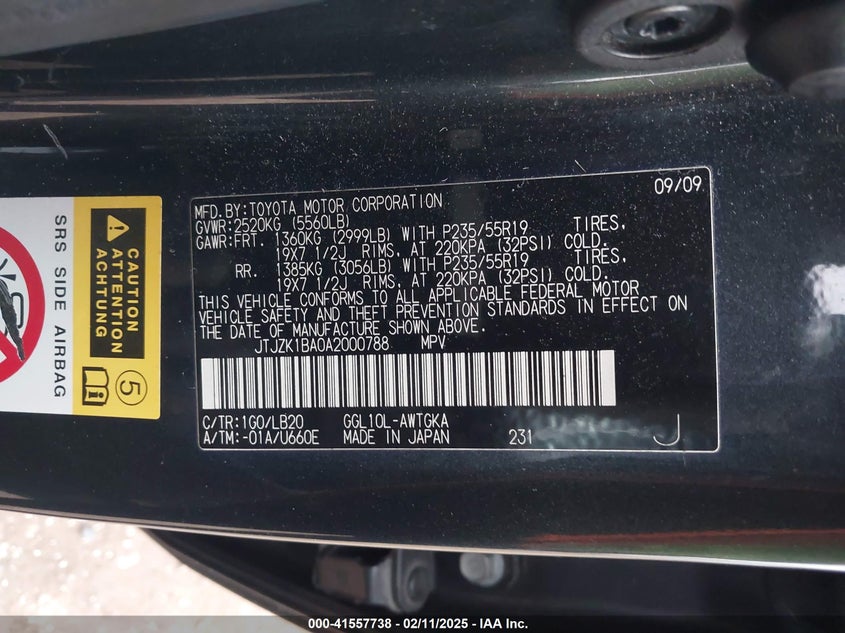 09/09
MFD.BY:TOYOTA MOTOR CORPORATION
GVWR:2520KG (5560LB)
GAWR:FRT. 1360KG (2999LB) WITH P235/55R19 TIRES,
19X7 1/2J RIMS, AT 220KPA (32PSI) COLD.
RR. 1385KG (3056LB) WITH P235/55R19 TIRES,
19X7 1/2J RIMS, AT 220KPA (32PSI) COLD.
THIS VEHICLE CONFORMS TO ALL APPLICABLE FEDERAL MOTOR
VEHICLE SAFETY AND THEFT PREVENTION STANDARDS IN EFFECT ON
THE DATE OF MANUFACTURE SHOWN ABOVE.
JTJZK1BA0A2000788 MPV
C/TR:1G0/LB20 GGL10L-AWTGKA
A/TM:-01A/U660E MADE IN JAPAN 231 J
SRS SIDE AIRBAG
CAUTION
ATTENTION
ACHTUNG
5
000-41557738 - 02/11/2025 - IAA Inc.